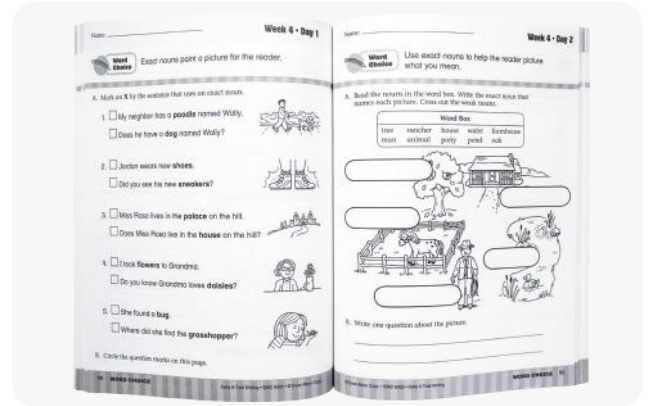 Name:
Week 4 • Day 1
Word
Choice
Exact nouns paint a picture for the reader.
A. Mark an X by the sentence that uses an exact noun.
1. My neighbor has a poodle named Wally.
Does he have a dog named Wally?
2. Jordan wears new shoes.
Did you see his new sneakers?
3. Miss Rosa lives in the palace on the hill.
Does Miss Rosa live in the house on the hill?
4. I took flowers to Grandma.
Do you know Grandma loves daisies?
5. She found a bug.
Where did she find the grasshopper?
B. Circle the question marks on this page.
WORD CHOICE
Name:
Week 4 • Day 2
Word
Choice
Use exact nouns to help the reader picture
what you mean.
A. Read the nouns in the word box. Write the exact noun that
names each picture. Cross out the weak nouns.
Word Box
tree rancher house water farmhouse
man animal pony pond oak
B. Write one question about the picture.
WORD CHOICE